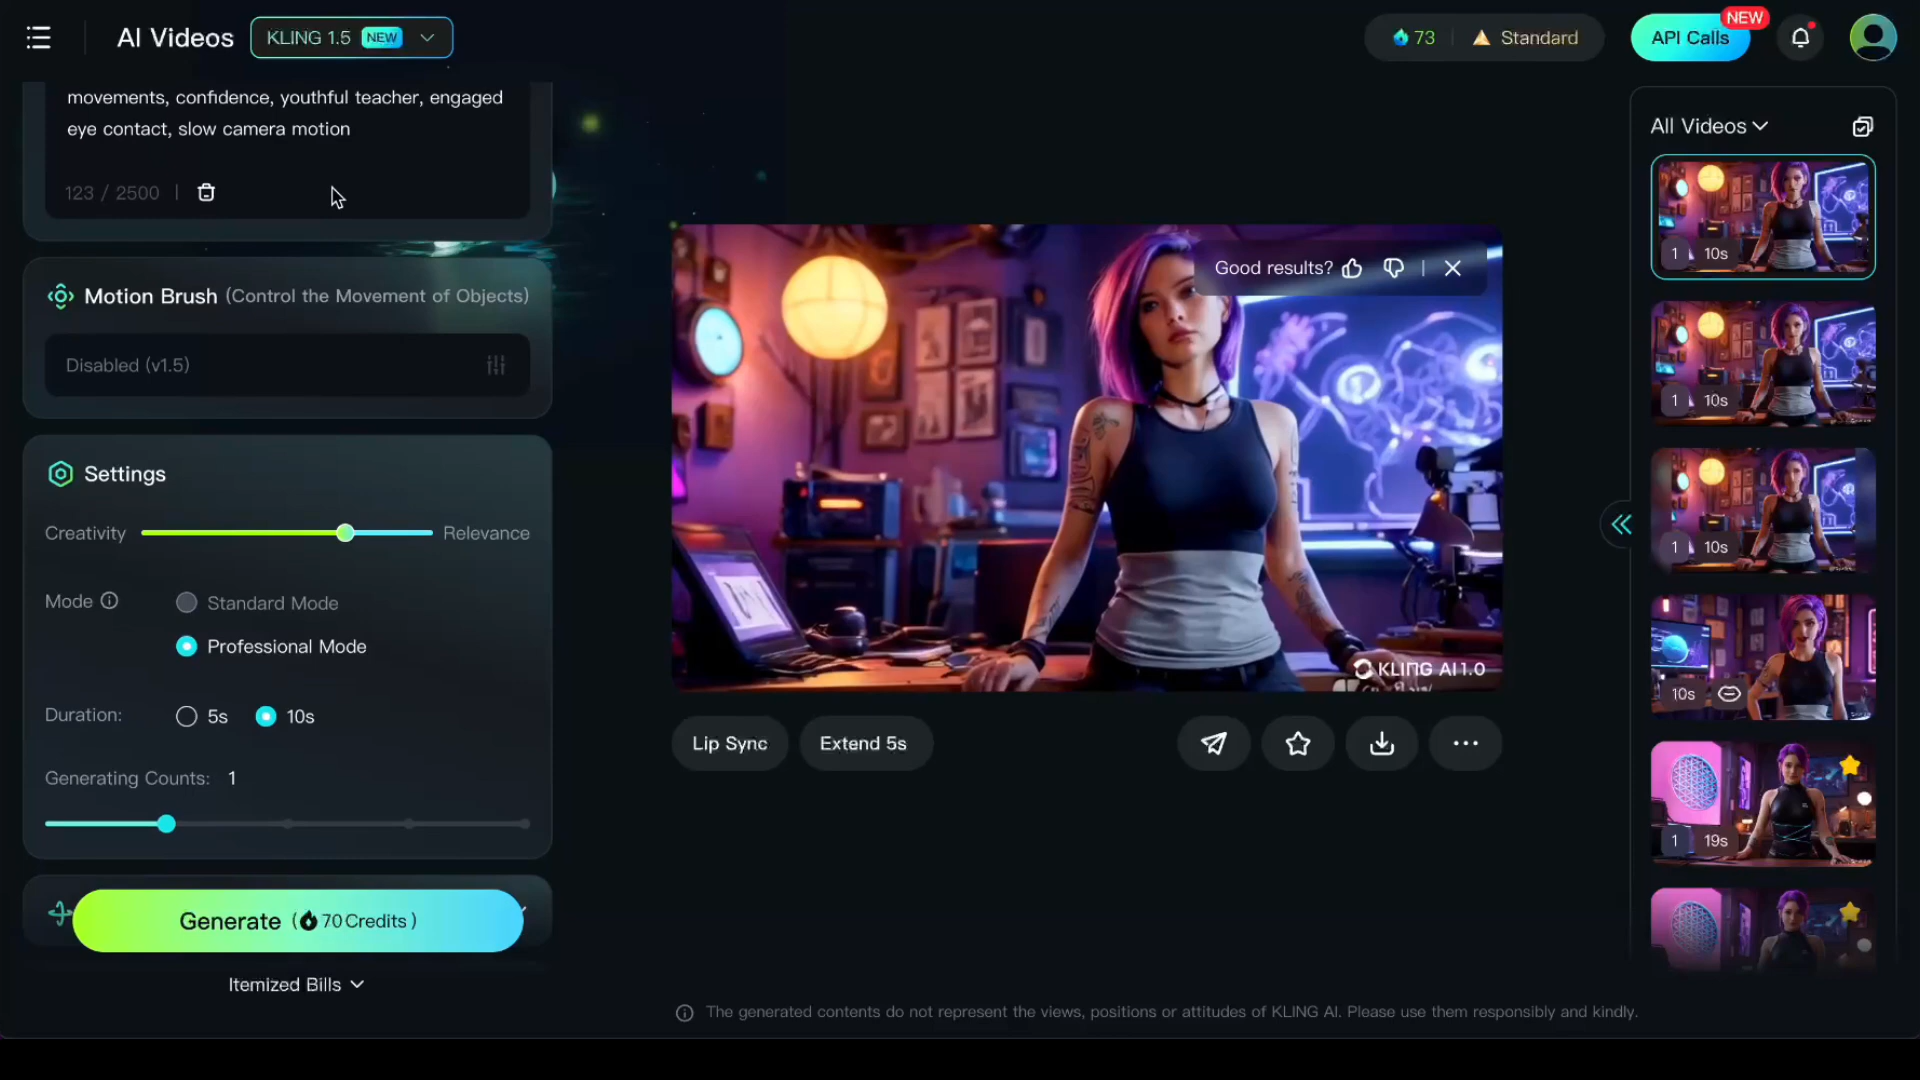 AI Videos
KLING 1.5 NEW
73
Standard
API Calls
NEW
movements, confidence, youthful teacher, engaged
eye contact, slow camera motion
123 / 2500
Motion Brush (Control the Movement of Objects)
Disabled (v1.5)
Settings
Creativity
Relevance
Mode
Standard Mode
Professional Mode
Duration:
5s
10s
Generating Counts: 1
Generate ( 70 Credits )
Itemized Bills
Good results?
KLING AI 1.0
Lip Sync
Extend 5s
The generated contents do not represent the views, positions or attitudes of KLING AI. Please use them responsibly and kindly.
All Videos
1 10s
1 10s
1 10s
10s
1 19s